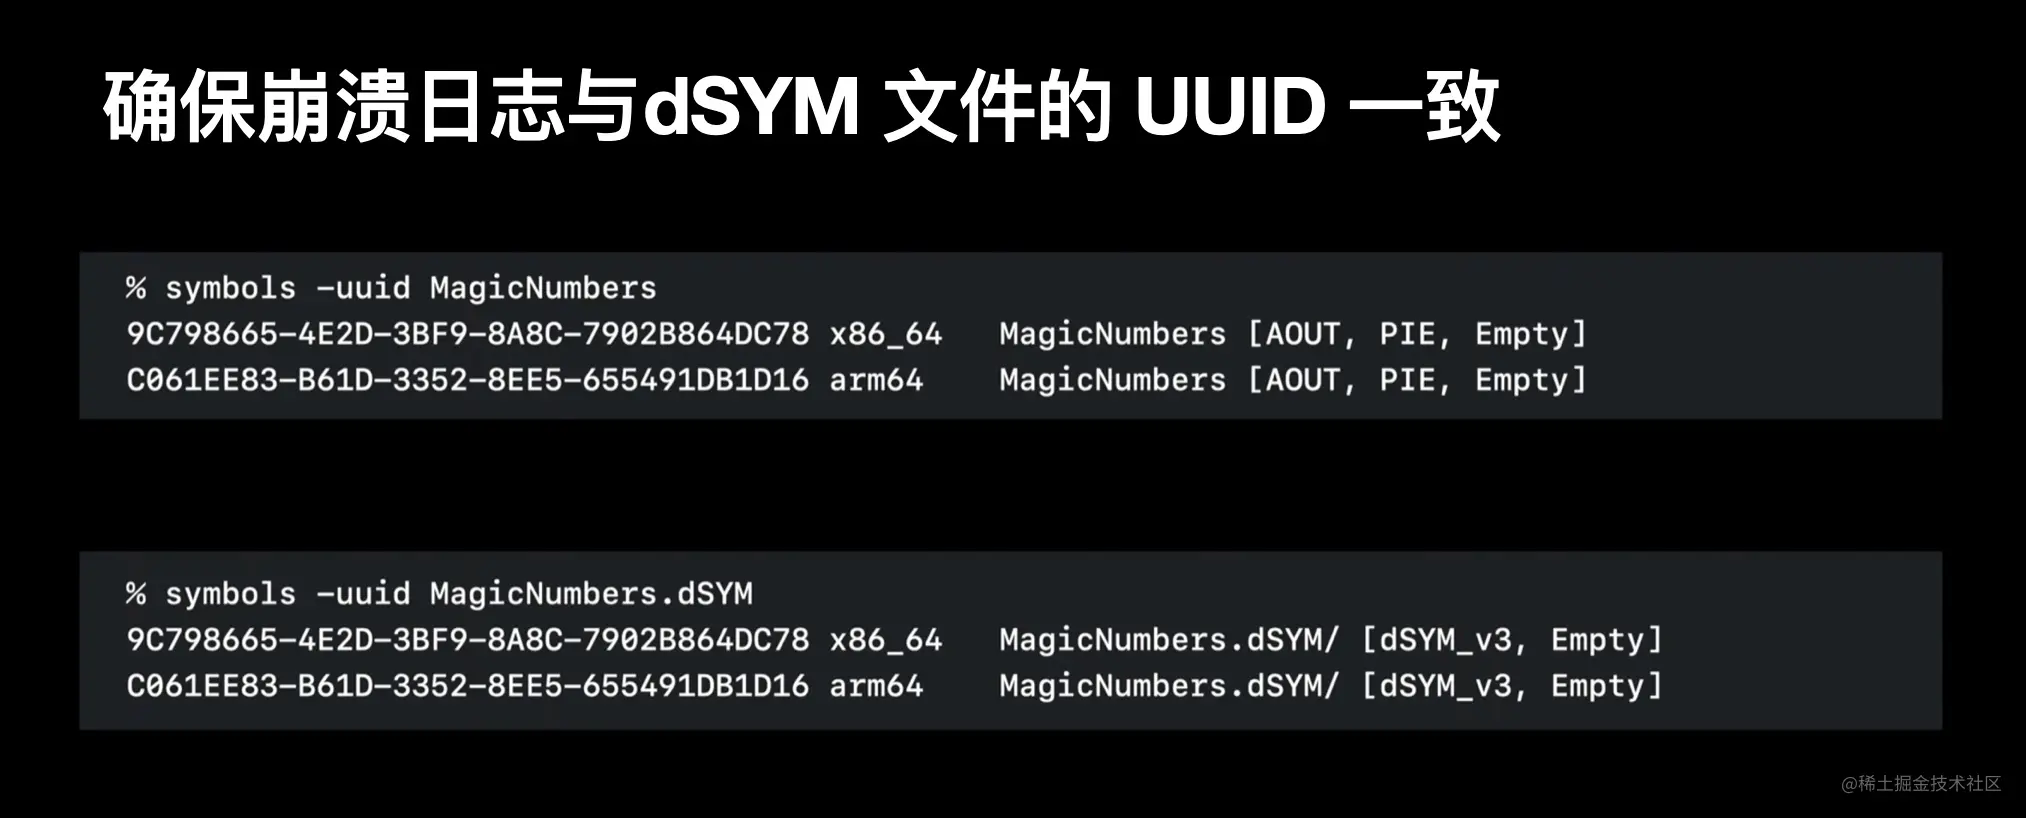 确保崩溃日志与dSYM 文件的 UUID 一致
% symbols -uuid MagicNumbers
9C798665-4E2D-3BF9-8A8C-7902B864DC78 x86_64   MagicNumbers [AOUT, PIE, Empty]
C061EE83-B61D-3352-8EE5-655491DB1D16 arm64    MagicNumbers [AOUT, PIE, Empty]
% symbols -uuid MagicNumbers.dSYM
9C798665-4E2D-3BF9-8A8C-7902B864DC78 x86_64   MagicNumbers.dSYM/ [dSYM_v3, Empty]
C061EE83-B61D-3352-8EE5-655491DB1D16 arm64    MagicNumbers.dSYM/ [dSYM_v3, Empty]
@稀土掘金技术社区